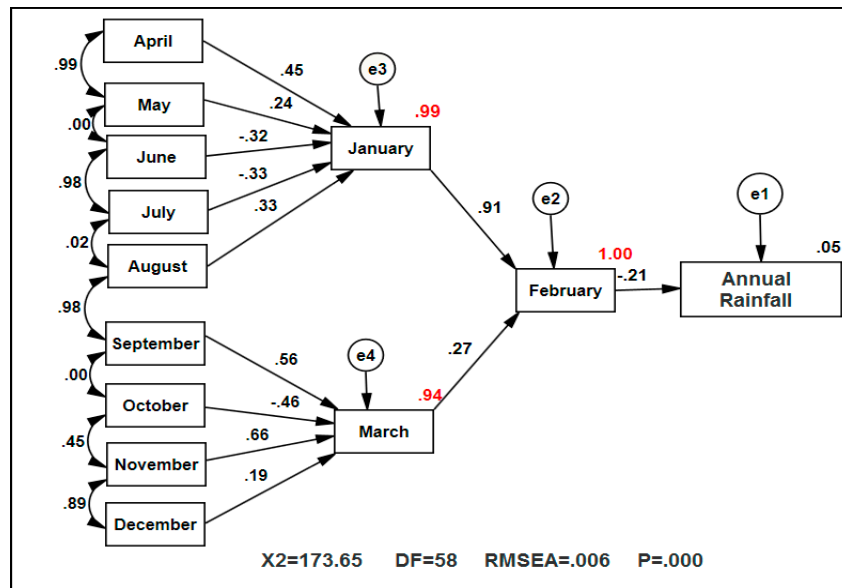 April
.99
.45
e3
May
.24
.99
.00
June
-.32
January
.98
July
-.33
.33
.91
e2
e1
.02
August
1.00
.05
.98
February
-.21
Annual
Rainfall
September
.56
e4
.27
.00
October
-.46
.94
.45
.66
March
November
.19
.89
December
X2=173.65 DF=58 RMSEA=.006 P=.000